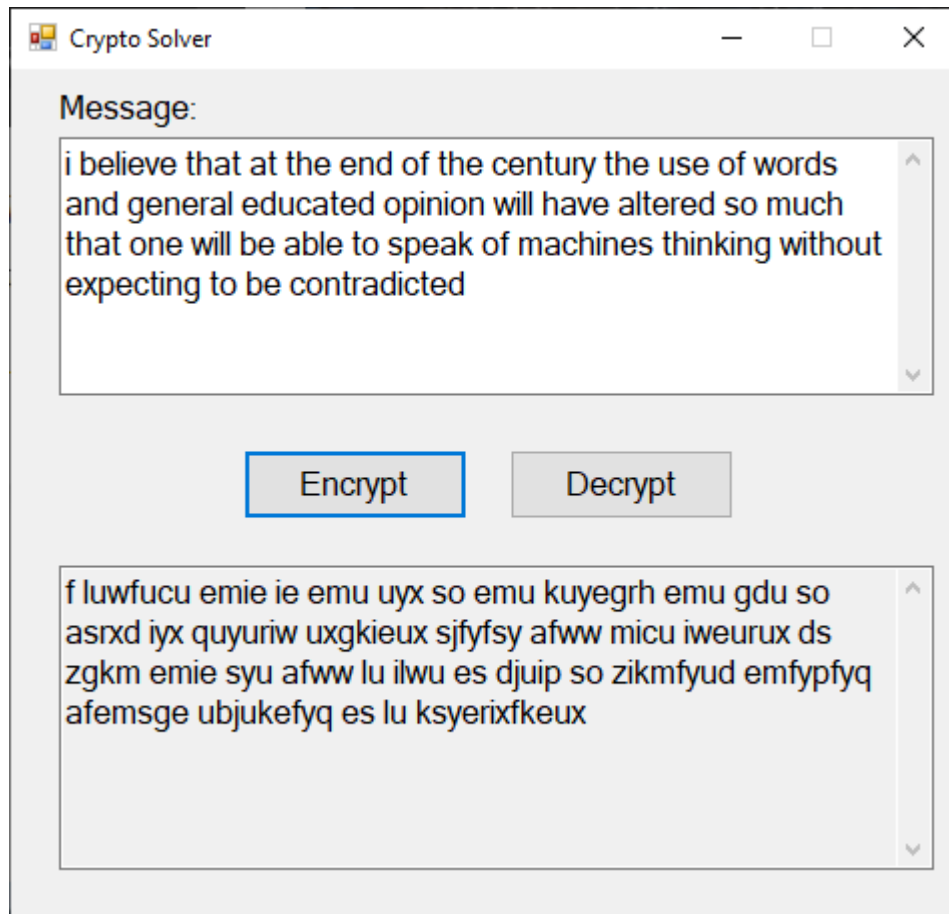 Crypto Solver
Message:
i believe that at the end of the century the use of words
and general educated opinion will have altered so much
that one will be able to speak of machines thinking without
expecting to be contradicted
Encrypt Decrypt
f luwfucu emie ie emu uyx so emu kuyegrh emu gdu so
asrxd iyx quyuriw uxgkieux sjfyfsy afww micu iweurux ds
zgkm emie syu afww lu ilwu es djuip so zikmfyud emfypfyq
afemsge ubjukefyq es lu ksyerixfkeux